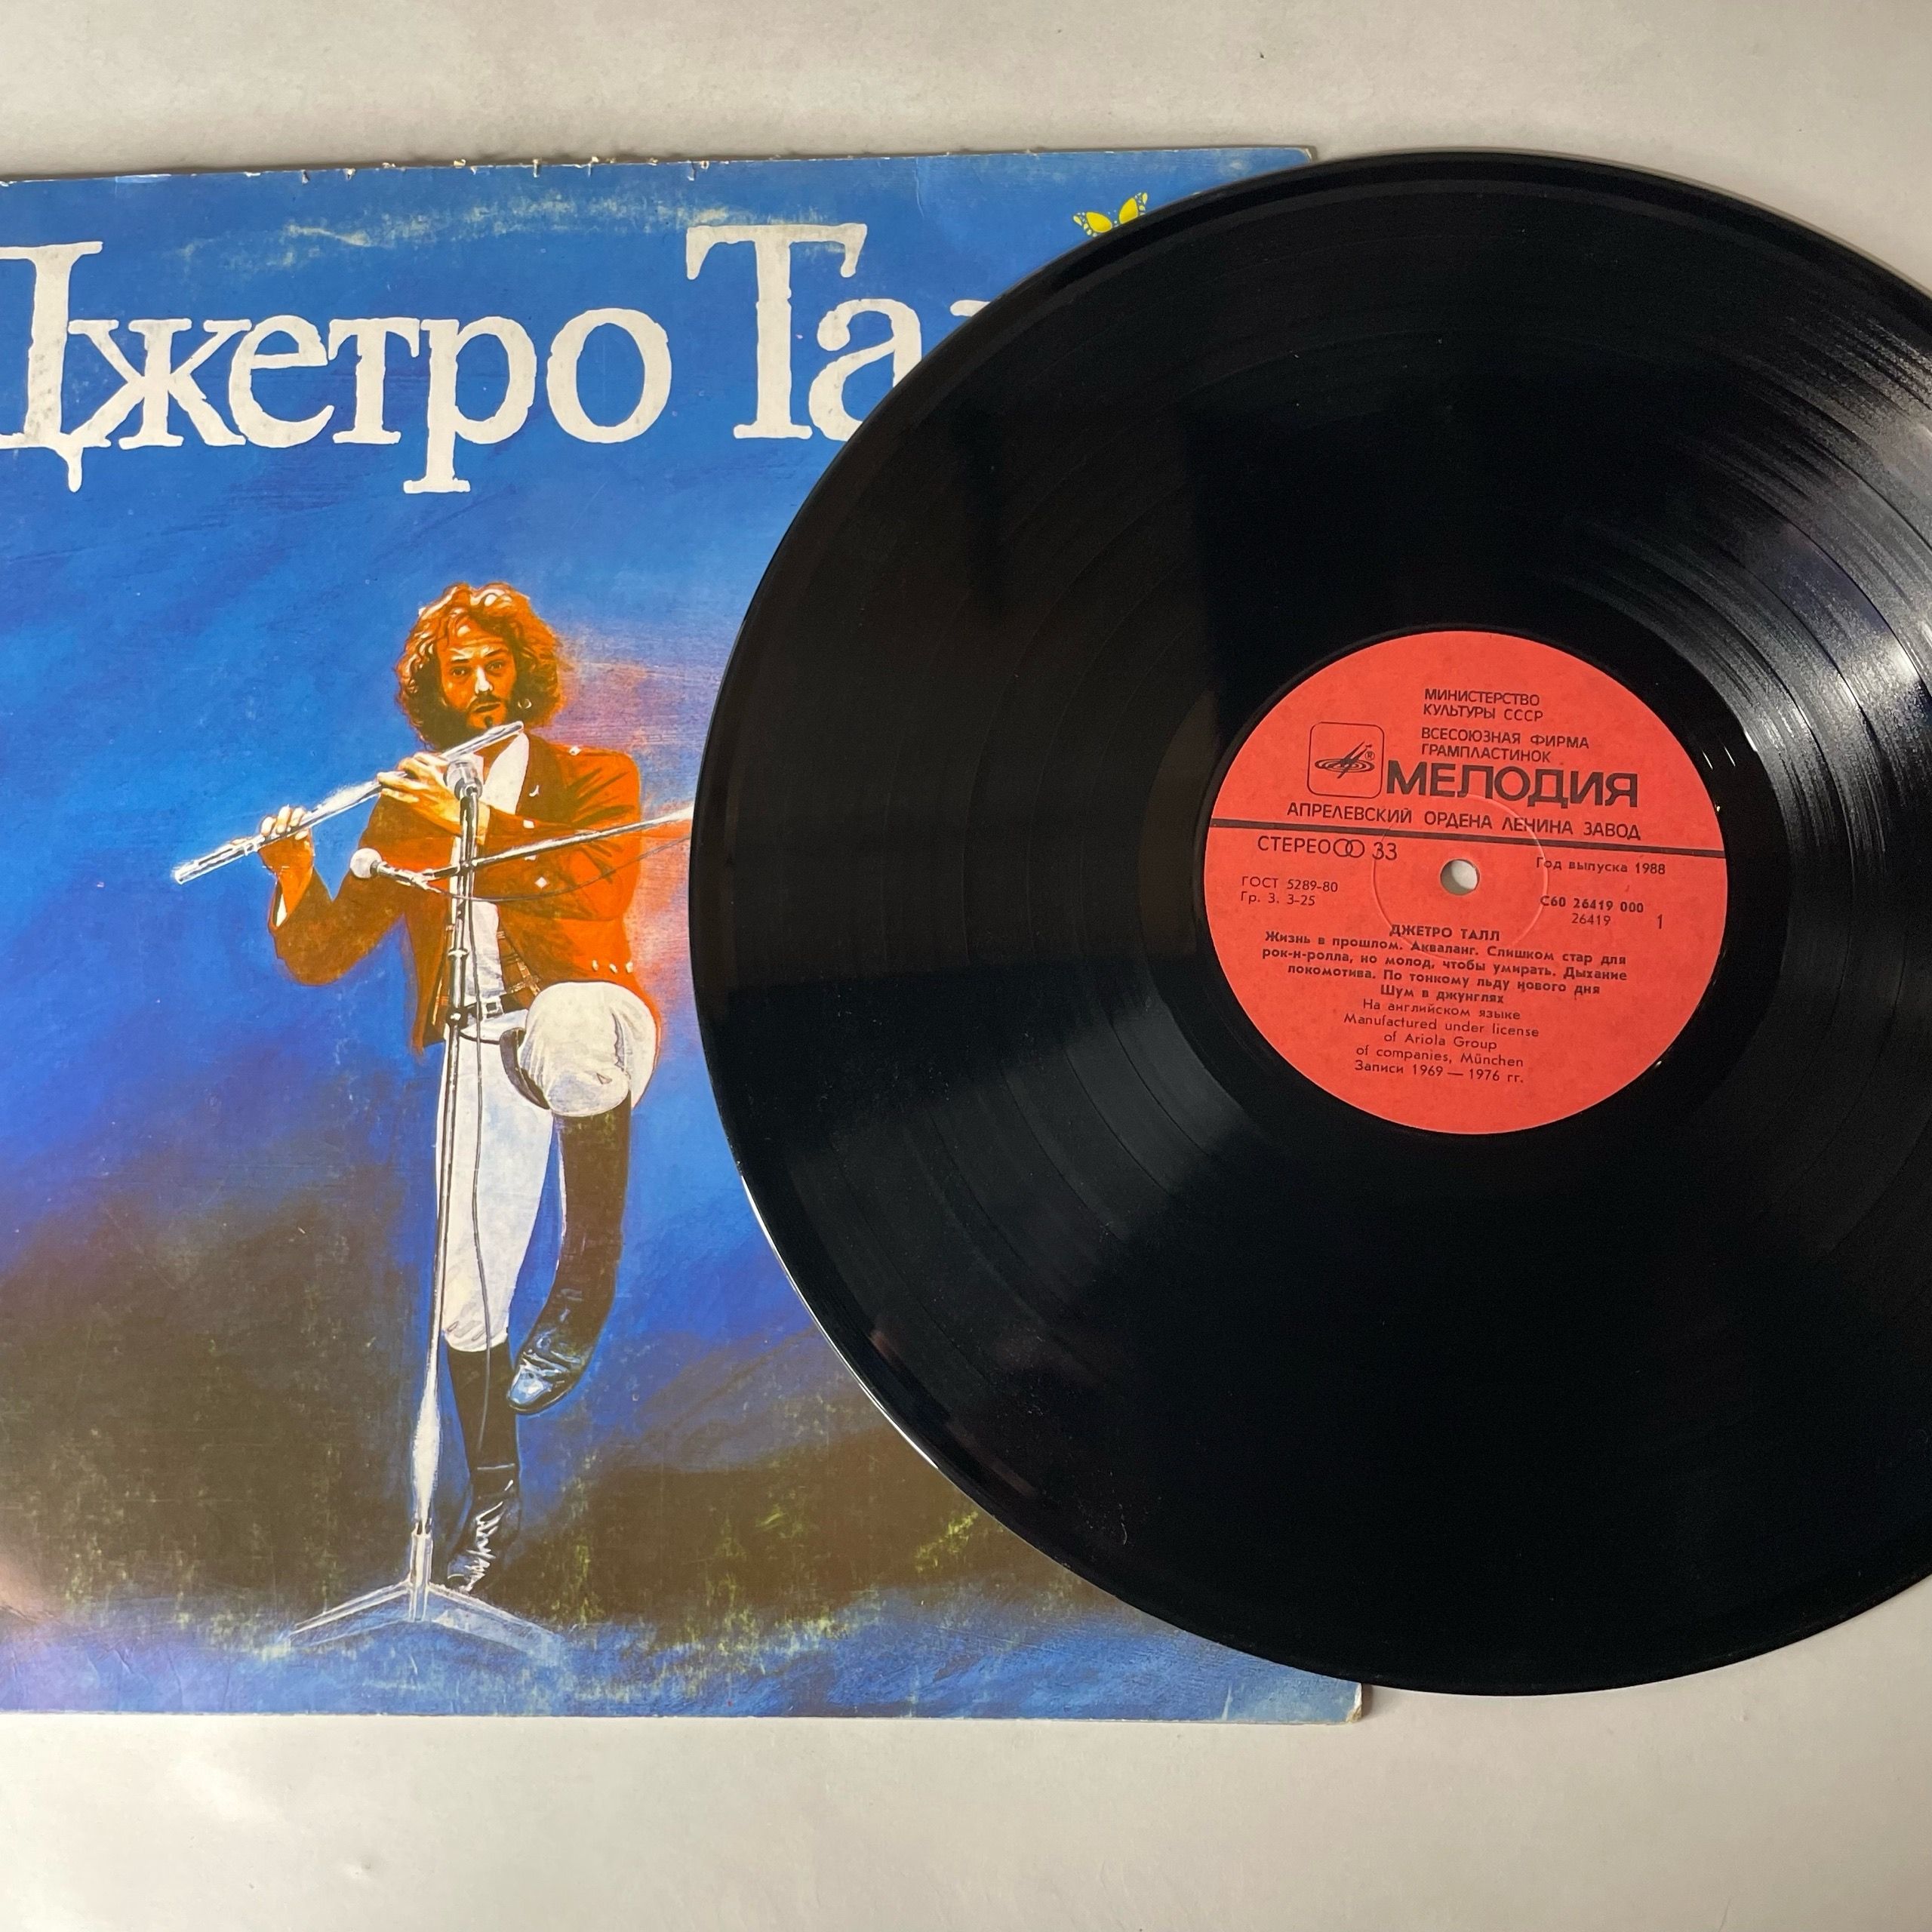 Джетро Та
МИНИСТЕРСТВО
КУЛЬТУРЫ СССР
ВСЕСОЮЗНАЯ ФИРМА
ГРАМПЛАСТИНОК
МЕЛОДИЯ
АПРЕЛЕВСКИЙ ОРДЕНА ЛЕНИНА ЗАВОД
СТЕРЕО 33
Год выпуска 1988
ГОСТ 5289-80
Гр. 3. 3-25
С60 26419 000
26419 1
ДЖЕТРО ТАЛЛ
Жизнь в прошлом. Акваланг. Слишком стар для
рок-н-ролла, но молод, чтобы умирать. Дыхание
локомотива. По тонкому льду нового дня
Шум в джунглях
На английском языке
Manufactured under license
of Ariola Group
of companies, München
Записи 1969 — 1976 гг.